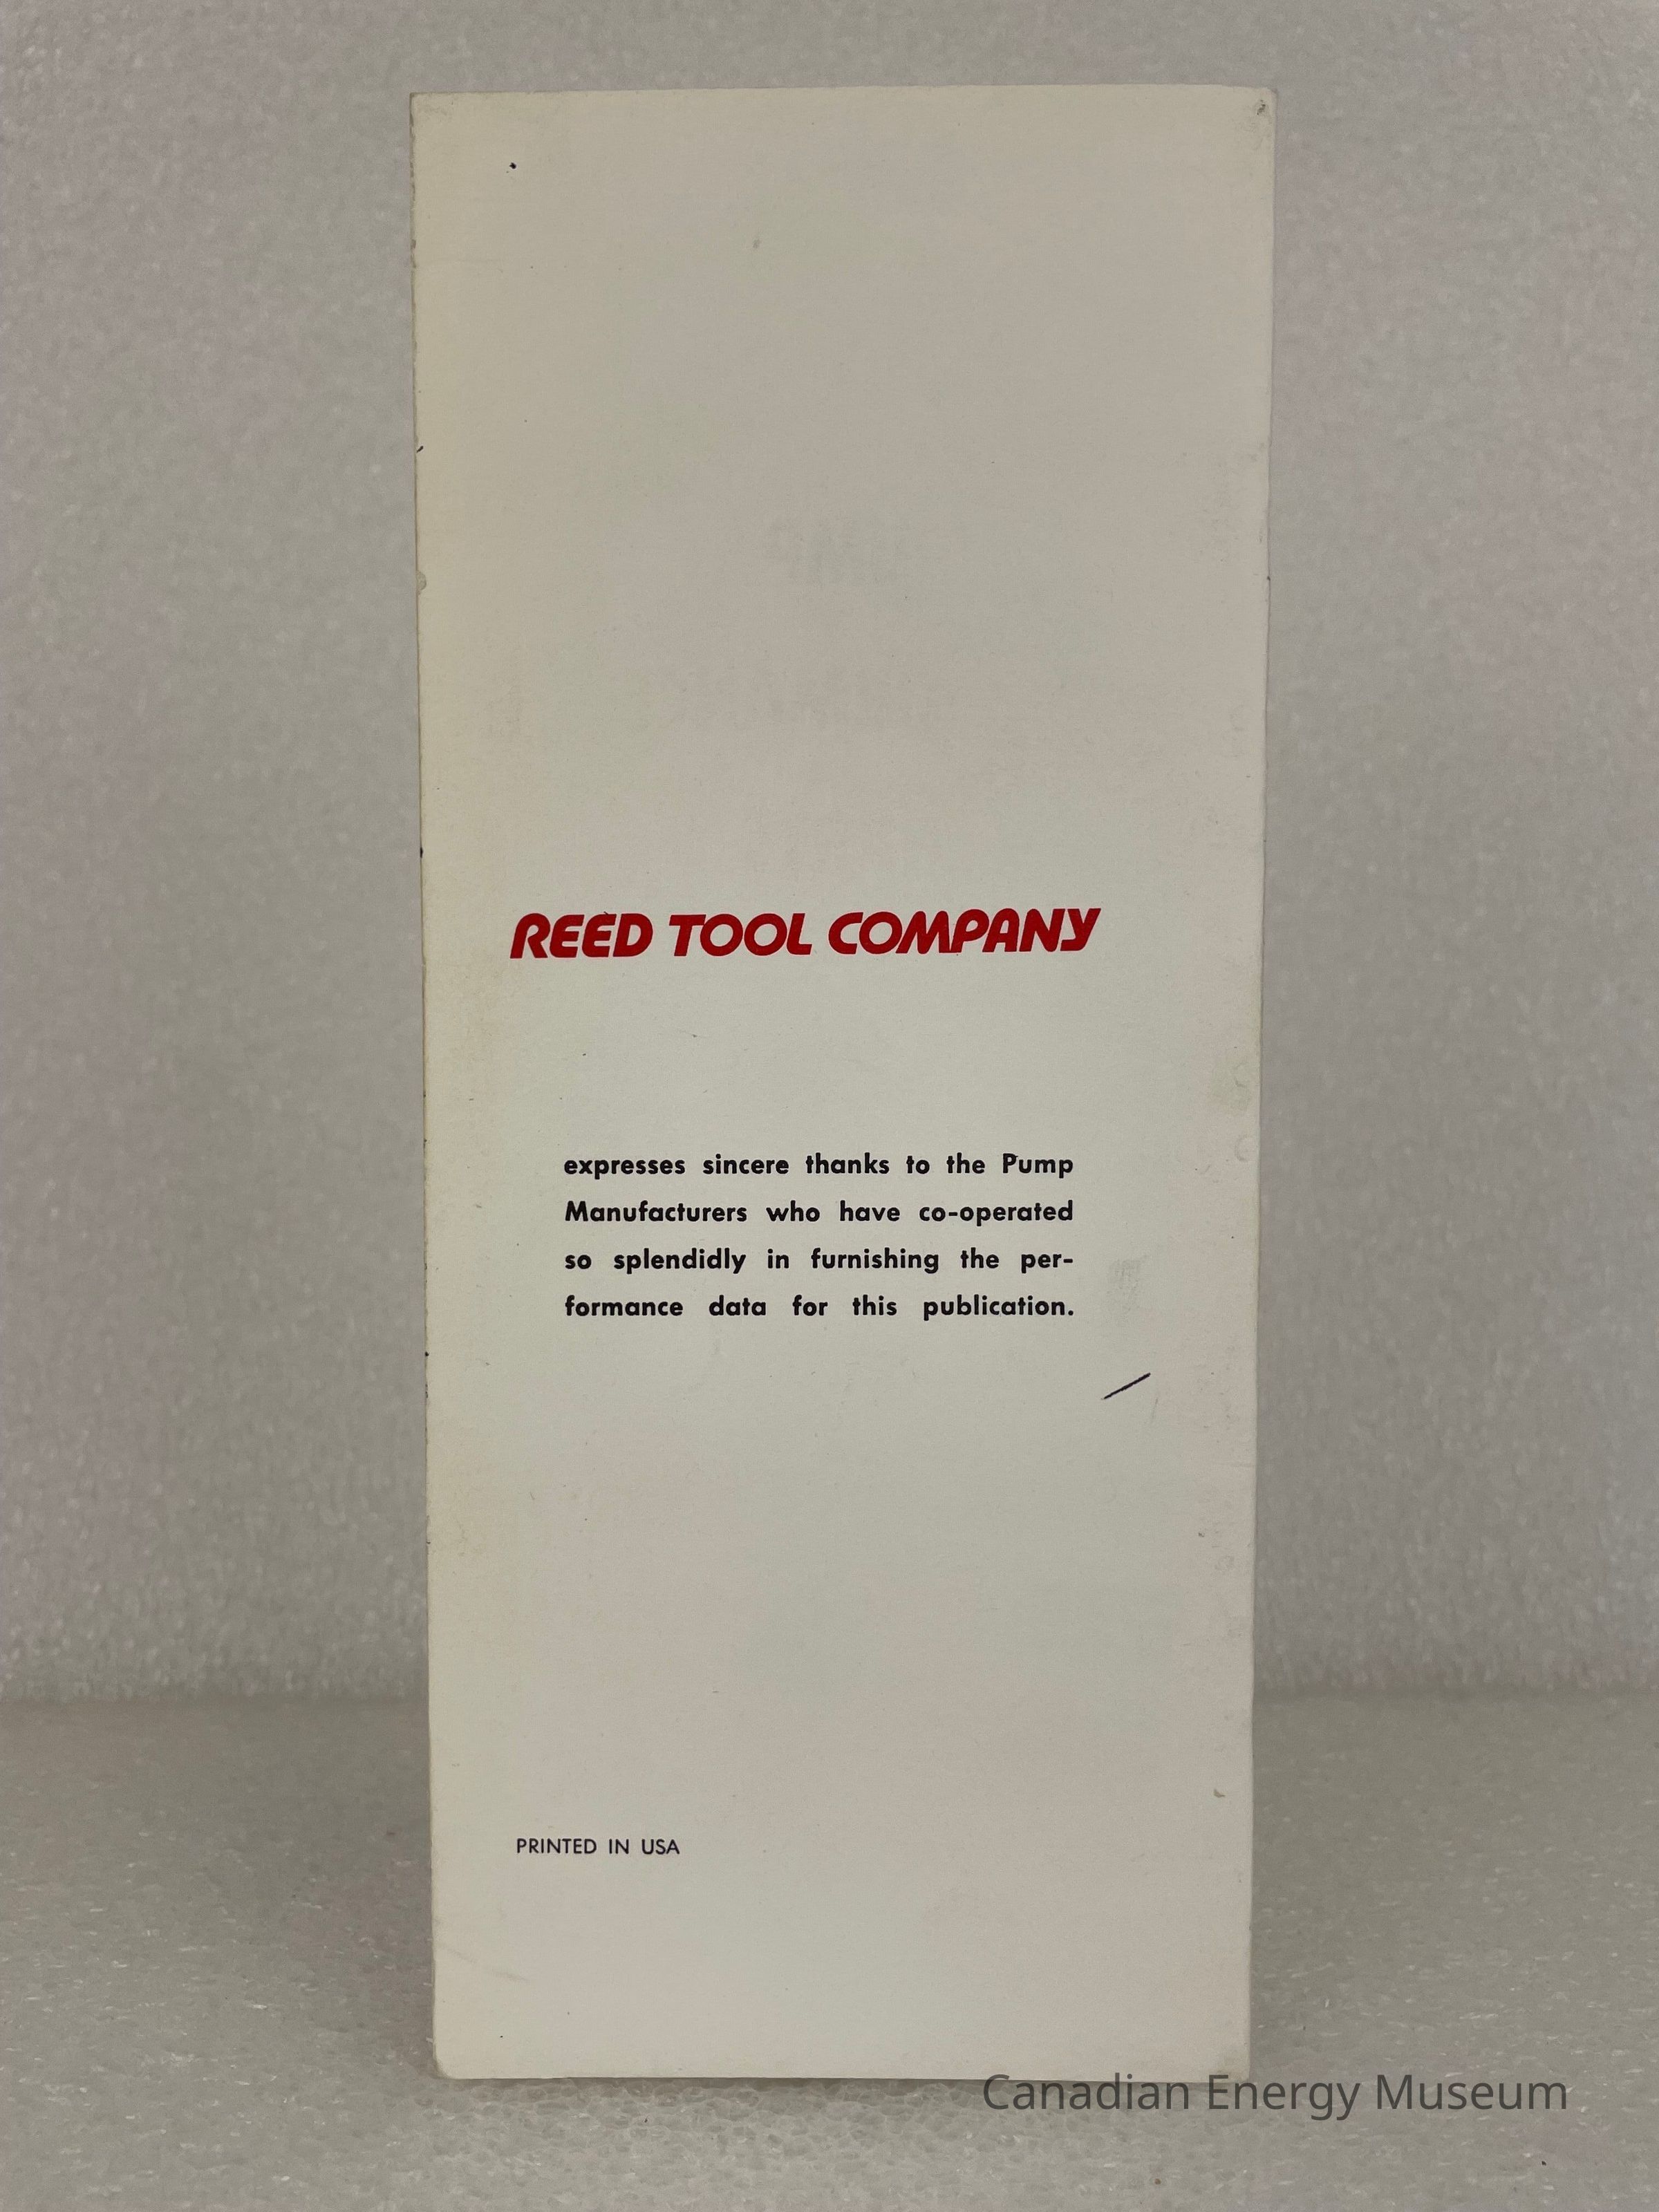 REED TOOL COMPANY
expresses sincere thanks to the Pump
Manufacturers who have co-operated
so splendidly in furnishing the per-
formance data for this publication.
PRINTED IN USA
Canadian Energy Museum